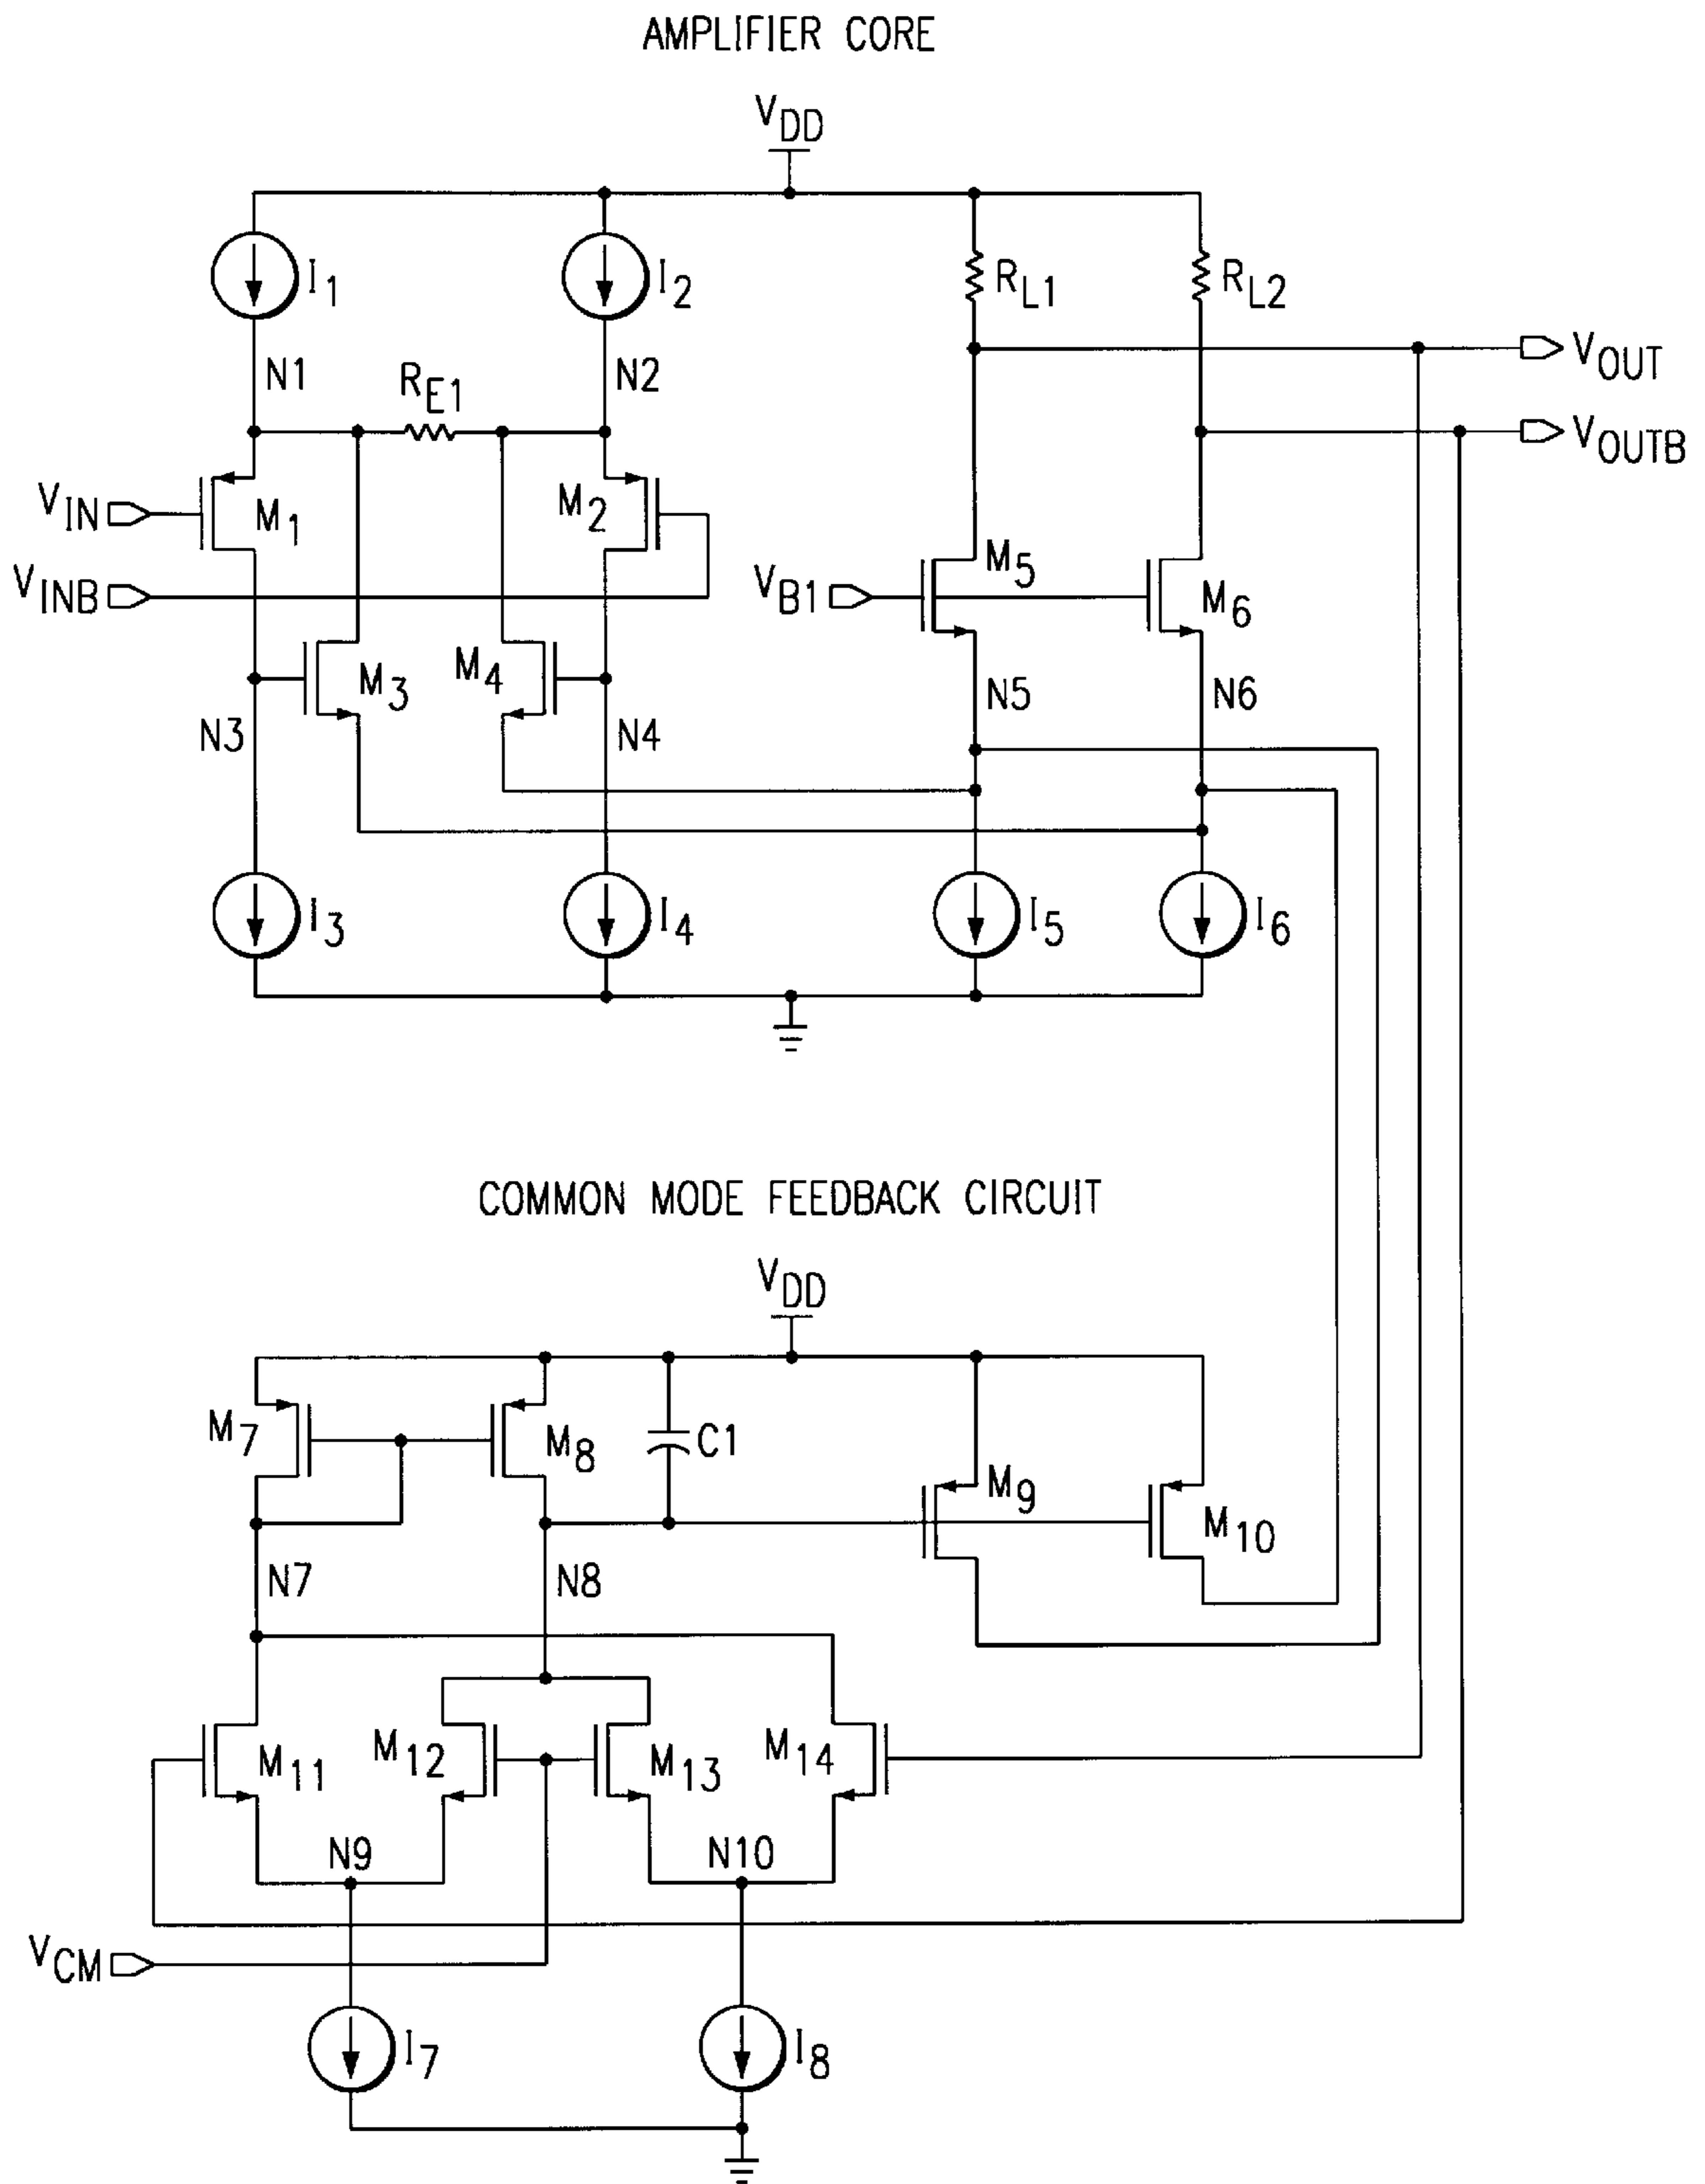 AMPLIFIER CORE
VDD
I1
I2
RL1
RL2
N1
RE1
N2
VOUT
VOUTB
VIN
M1
M2
VINB
VB1
M5
M6
M3
M4
N5
N6
N3
N4
I3
I4
I5
I6
COMMON MODE FEEDBACK CIRCUIT
VDD
M7
M8
C1
M9
M10
N7
N8
M11
M12
M13
M14
N9
N10
VCM
I7
I8